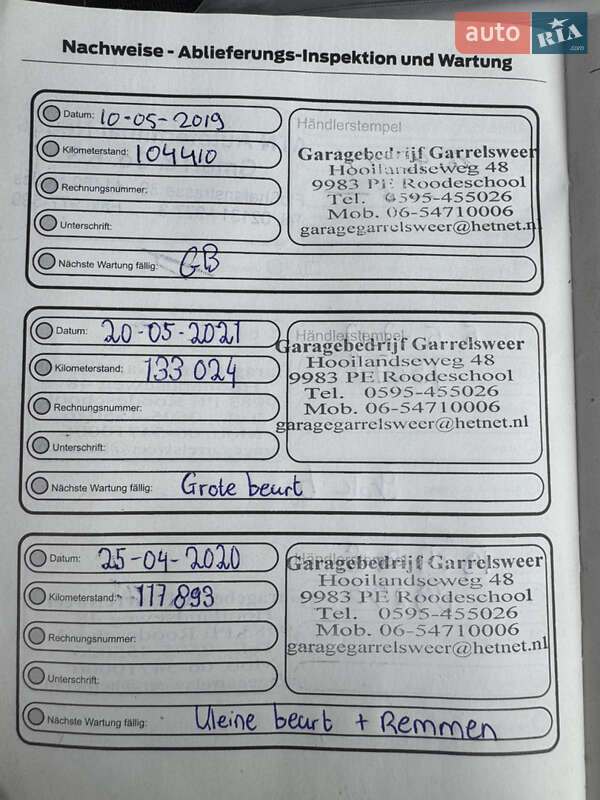 auto RIA .com
Nachweise - Ablieferungs-Inspektion und Wartung
Datum: 10-05-2019
Kilometerstand: 104410
Rechnungsnummer:
Unterschrift:
Nächste Wartung fällig: GB
Händlerstempel
Garagebedrijf Garrelsweer
Hooilandseweg 48
9983 PE Roodeschool
Tel. 0595-455026
Mob. 06-54710006
garagegarrelsweer@hetnet.nl
Datum: 20-05-2021
Kilometerstand: 133 024
Rechnungsnummer:
Unterschrift:
Nächste Wartung fällig: Grote beurt
Händlerstempel
Garagebedrijf Garrelsweer
Hooilandseweg 48
9983 PE Roodeschool
Tel. 0595-455026
Mob. 06-54710006
garagegarrelsweer@hetnet.nl
Datum: 25-04-2020
Kilometerstand: 117.893
Rechnungsnummer:
Unterschrift:
Nächste Wartung fällig: Kleine beurt + Remmen
Händlerstempel
Garagebedrijf Garrelsweer
Hooilandseweg 48
9983 PE Roodeschool
Tel. 0595-455026
Mob. 06-54710006
garagegarrelsweer@hetnet.nl